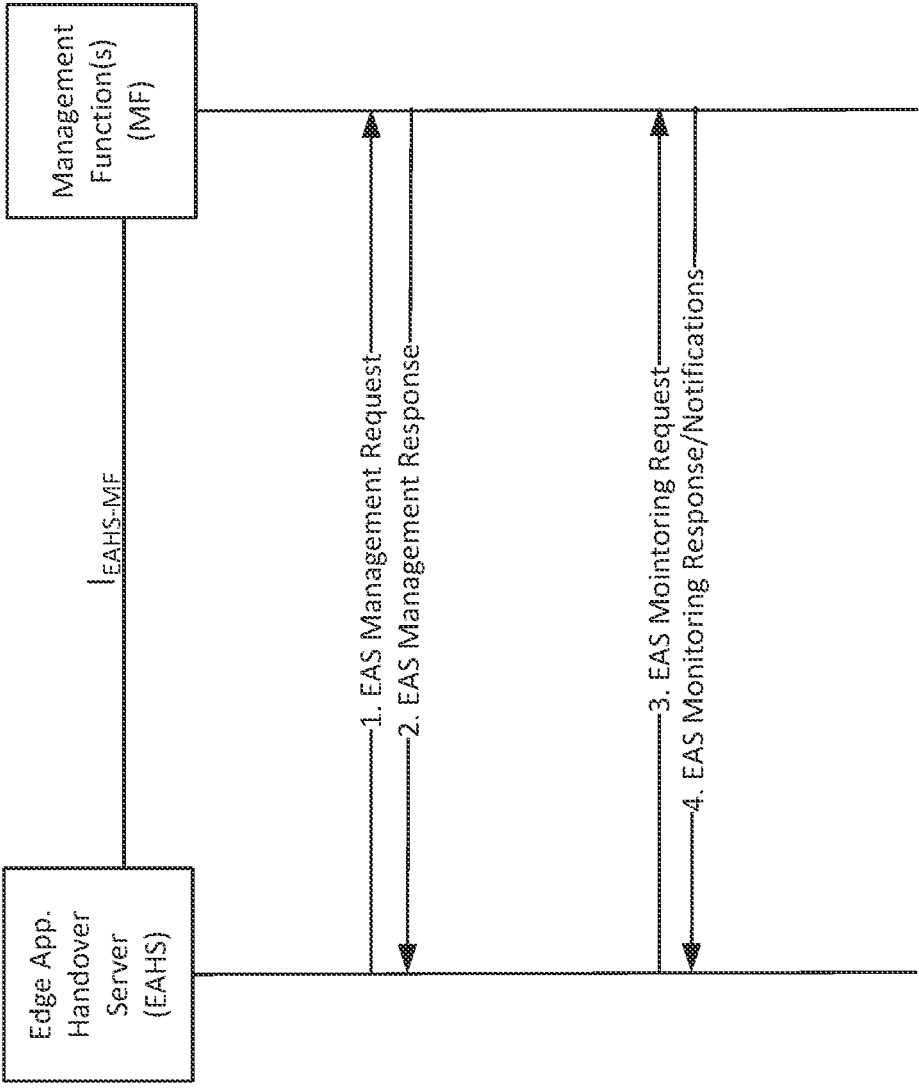 Edge App.
Handover
Server
(EAHS)
I_EAHS-MF
Management
Function(s)
(MF)
1. EAS Management Request
2. EAS Management Response
3. EAS Mointoring Request
4. EAS Monitoring Response/Notifications